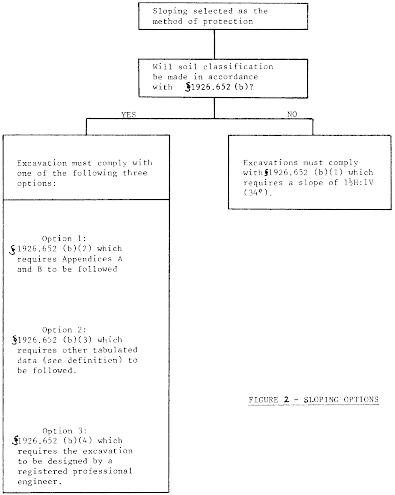 Sloping selected as the
method of protection
Will soil classification
be made in accordance
with §1926.652 (b)?
YES
NO
Excavation must comply with
one of the following three
options:
Excavations must comply
with §1926.652 (b)(1) which
requires a slope of 1½H:1V
(34°).
Option 1:
§1926.652 (b)(2) which
requires Appendices A
and B to be followed
Option 2:
§1926.652 (b)(3) which
requires other tabulated
data (see definition) to
be followed.
Option 3:
§1926.652 (b)(4) which
requires the excavation
to be designed by a
registered professional
engineer.
FIGURE 2 - SLOPING OPTIONS